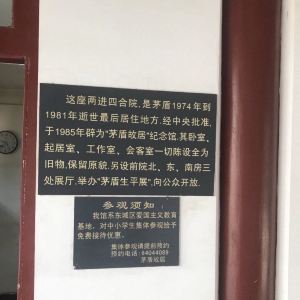 这座两进四合院,是茅盾1974年到
1981年逝世最后居住地方.经中央批准,
于1985年辟为"茅盾故居"纪念馆.其卧室、
起居室、工作室、会客室一切陈设全为
旧物,保留原貌.另设前院北、东、南房三
处展厅,举办"茅盾生平展",向公众开放.
参观须知:
我馆系东城区爱国主义教育
基地,对中小学生集体参观给予
免费接待优惠.
集体参观请提前预约
预约电话:64044089
茅盾故居